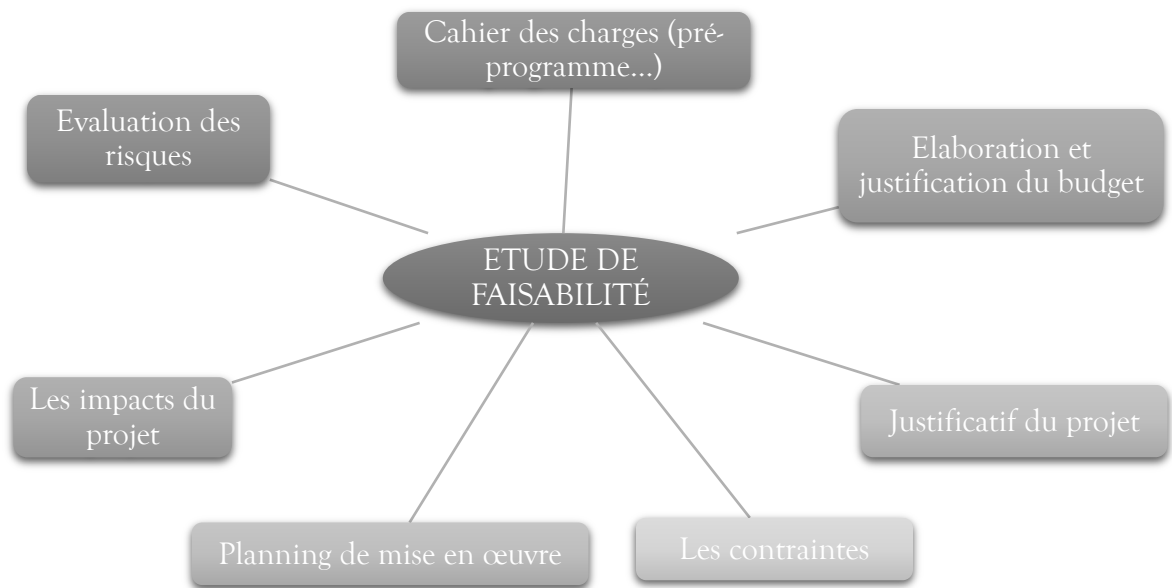 Cahier des charges (pré-
programme...)
Evaluation des
risques
Elaboration et
justification du budget
ETUDE DE
FAISABILITÉ
Les impacts du
projet
Justificatif du projet
Planning de mise en œuvre
Les contraintes